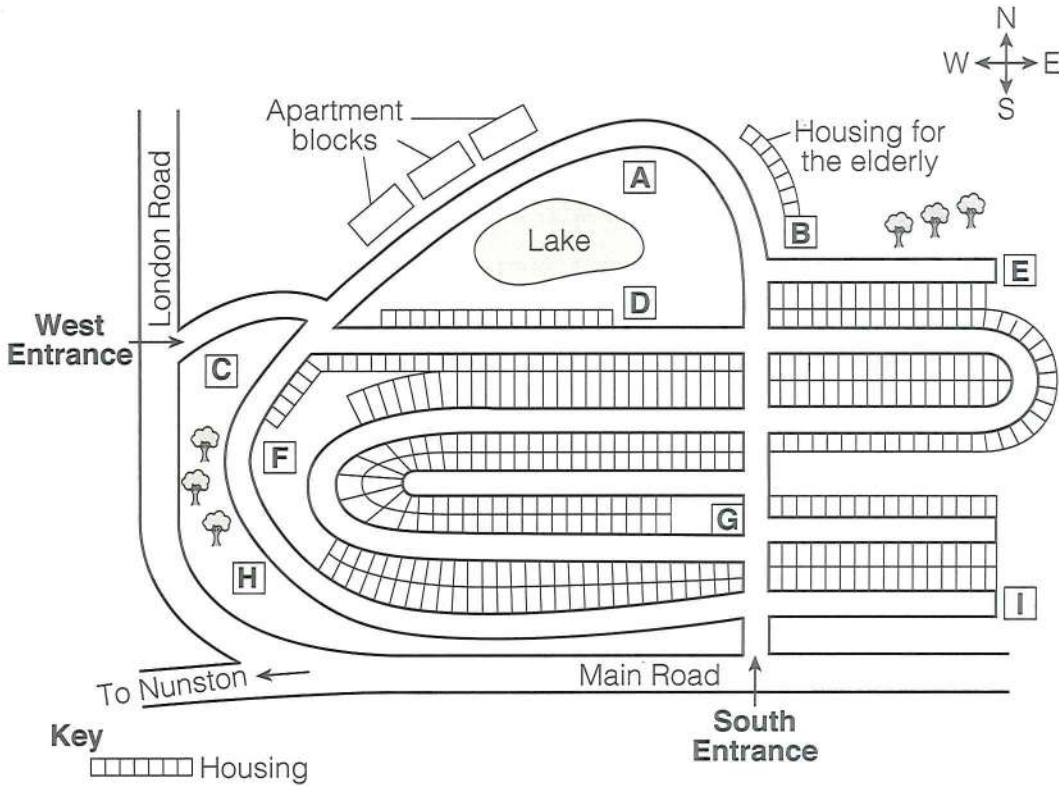 N
W E
S
Apartment
blocks
Housing for
the elderly
London Road
A
B
Lake
E
D
West
Entrance
C
F
G
H
I
Main Road
To Nunston
South
Entrance
Key
Housing